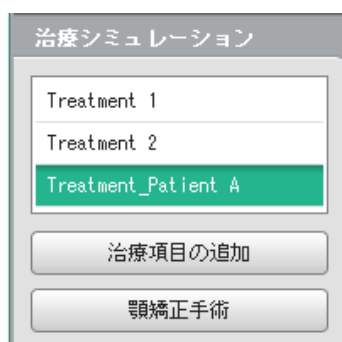 治療シミュレーション
Treatment 1
Treatment 2
Treatment_Patient A
治療項目の追加
顎矯正手術